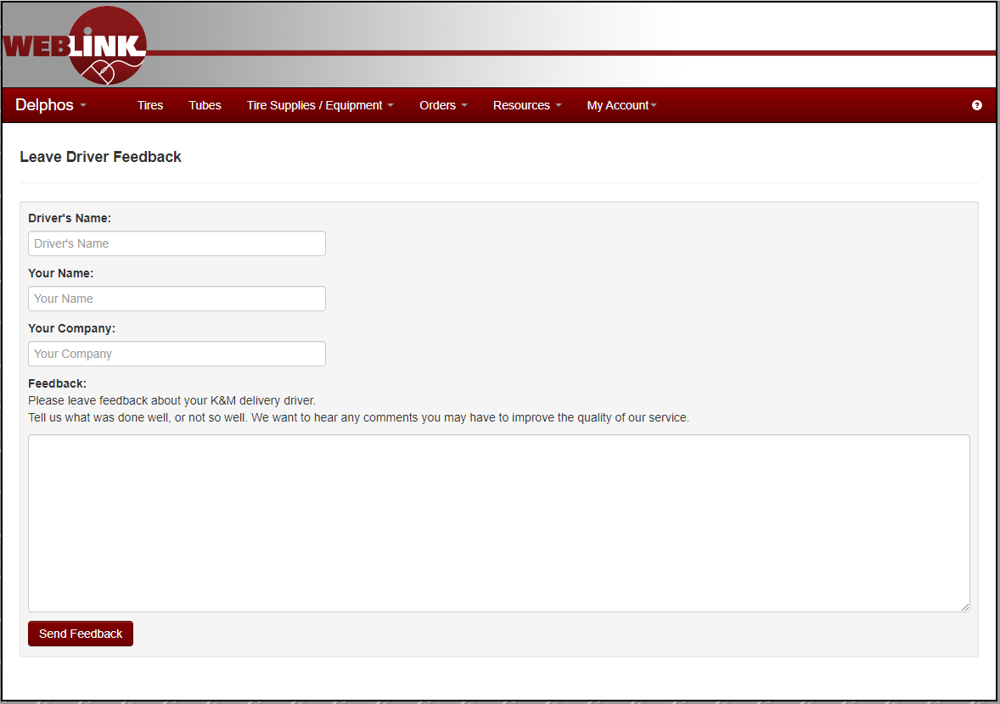 WEBLINK
Delphos Tires Tubes Tire Supplies / Equipment Orders Resources My Account ?
Leave Driver Feedback
Driver's Name:
Driver's Name
Your Name:
Your Name
Your Company:
Your Company
Feedback:
Please leave feedback about your K&M delivery driver.
Tell us what was done well, or not so well. We want to hear any comments you may have to improve the quality of our service.
Send Feedback